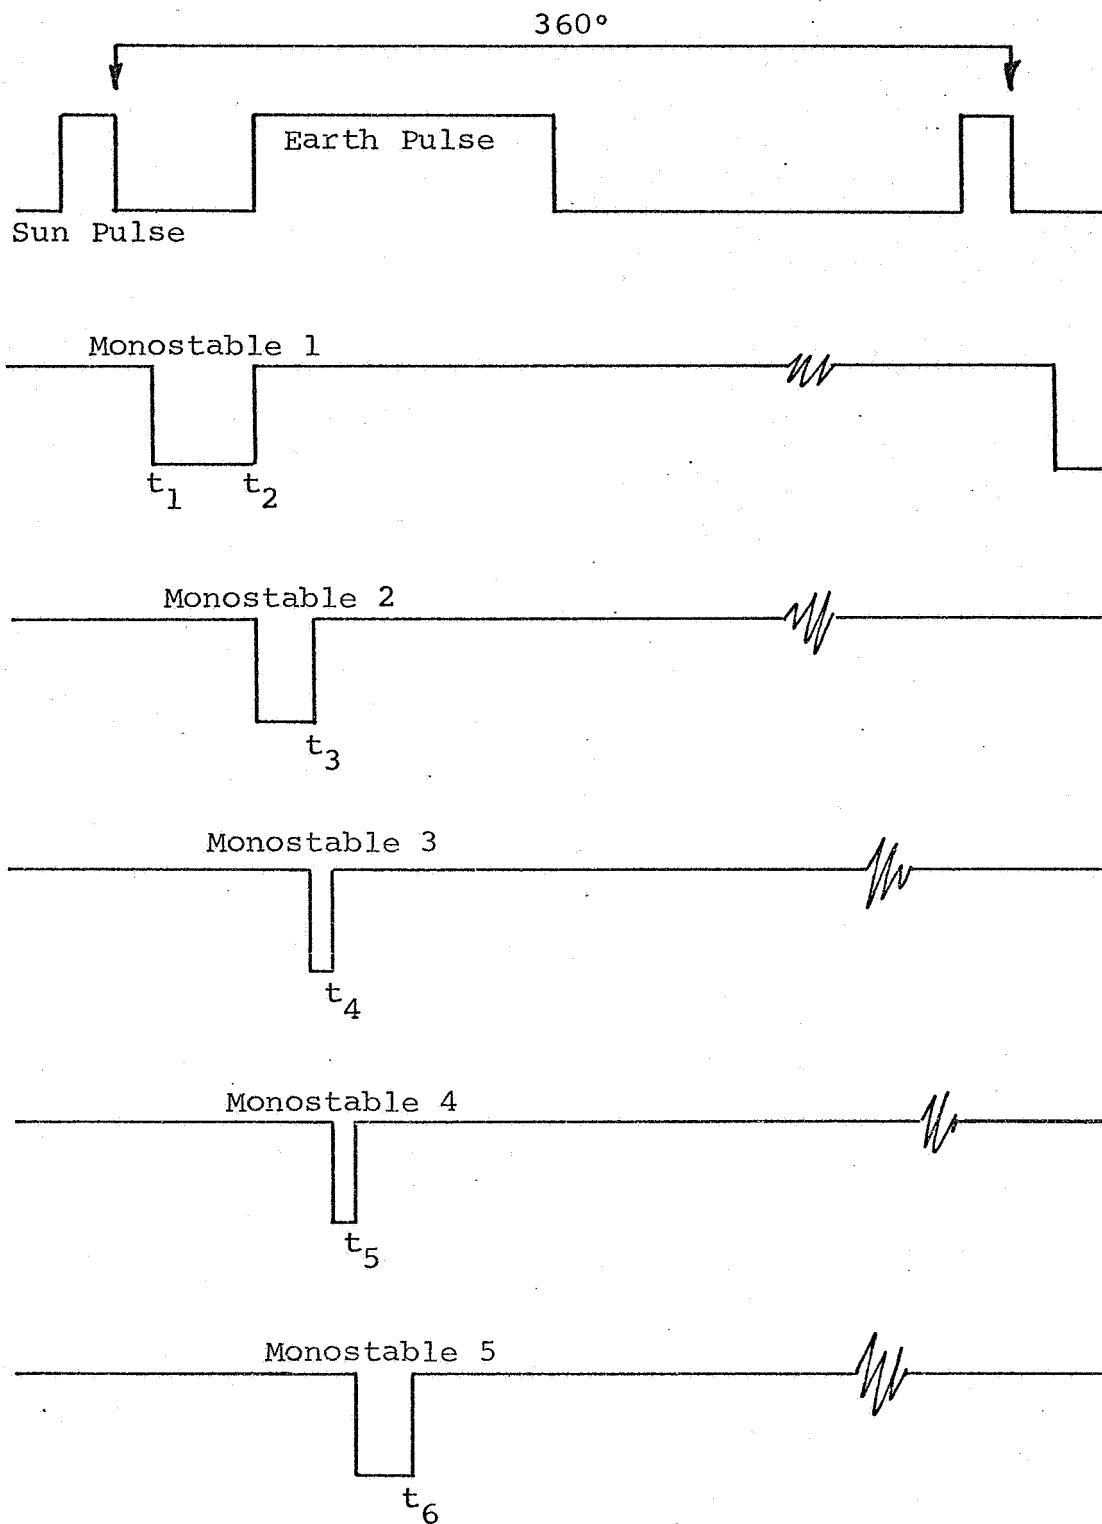 360°
Earth Pulse
Sun Pulse
Monostable 1
t₁ t₂
Monostable 2
t₃
Monostable 3
t₄
Monostable 4
t₅
Monostable 5
t₆